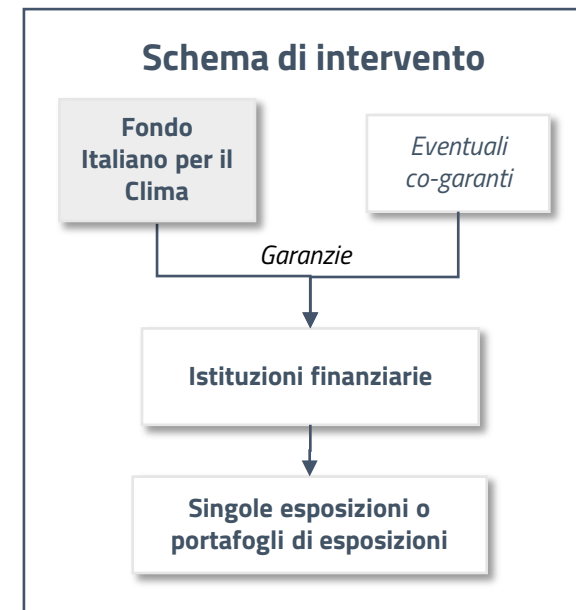 Schema di intervento
Fondo
Italiano per il
Clima
Eventuali
co-garanti
Garanzie
Istituzioni finanziarie
Singole esposizioni o
portafogli di esposizioni